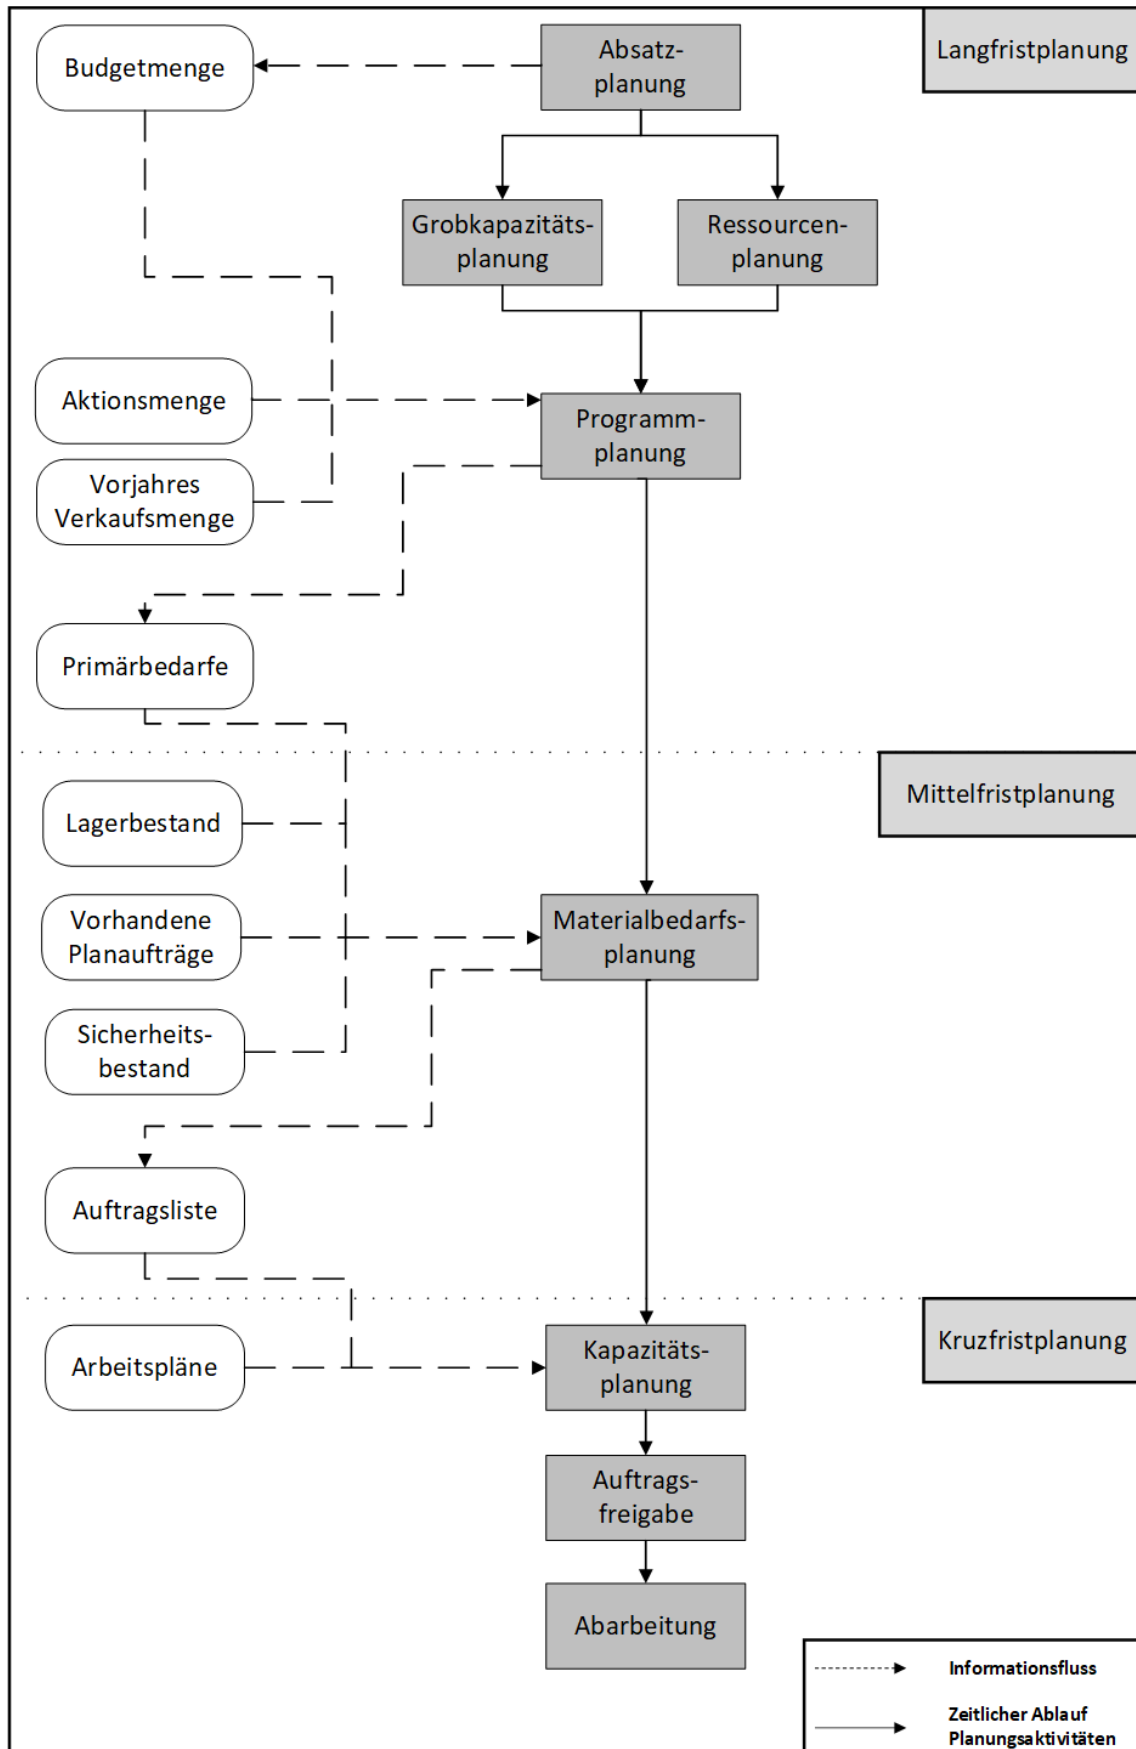 Budgetmenge
Absatz-
planung
Langfristplanung
Grobkapazitäts-
planung
Ressourcen-
planung
Aktionsmenge
Programm-
planung
Vorjahres
Verkaufsmenge
Primärbedarfe
Mittelfristplanung
Lagerbestand
Vorhandene
Planaufträge
Materialbedarfs-
planung
Sicherheits-
bestand
Auftragsliste
Kruzfristplanung
Arbeitspläne
Kapazitäts-
planung
Auftrags-
freigabe
Abarbeitung
Informationsfluss
Zeitlicher Ablauf
Planungsaktivitäten